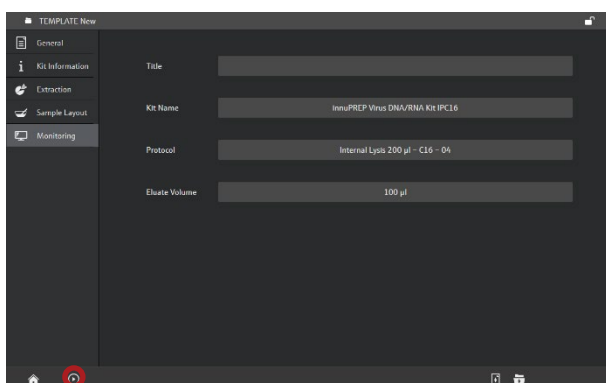 TEMPLATE New
General
Kit Information
Extraction
Sample Layout
Monitoring
Title
Kit Name
InnuPREP Virus DNA/RNA Kit IPC16
Protocol
Internal Lysis 200 µl – C16 – 04
Eluate Volume
100 µl